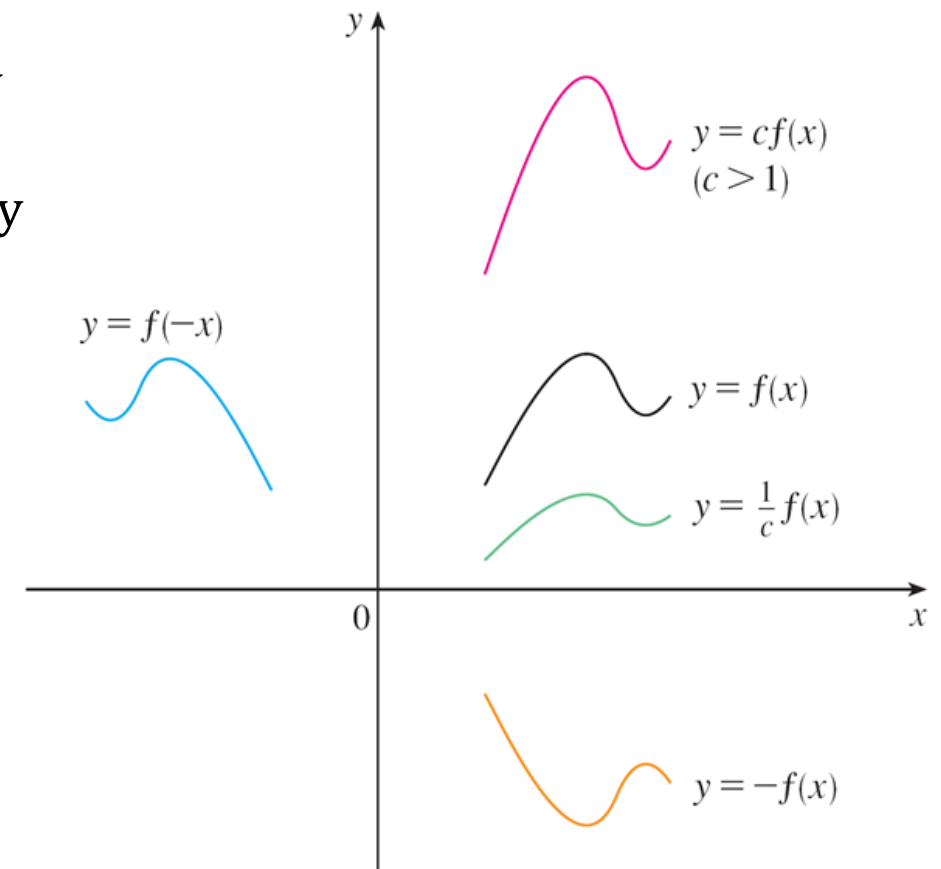 y
y
y = cf(x)
(c > 1)
y = f(−x)
y = f(x)
y = 1/c f(x)
0
x
y = −f(x)